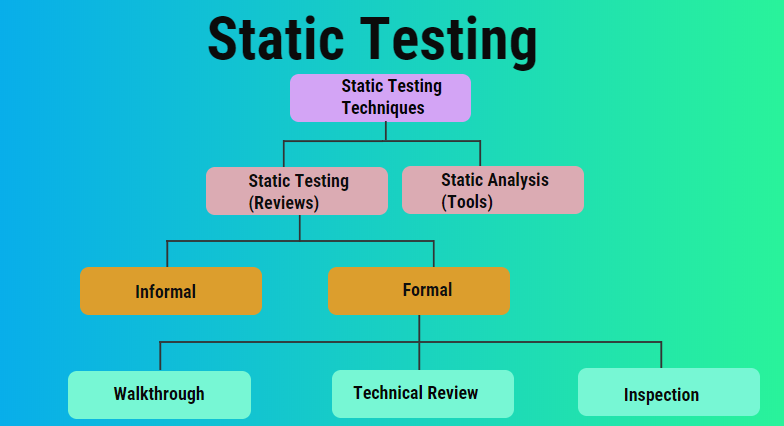 Static Testing
Static Testing
Techniques
Static Testing
(Reviews)
Static Analysis
(Tools)
Informal
Formal
Walkthrough
Technical Review
Inspection